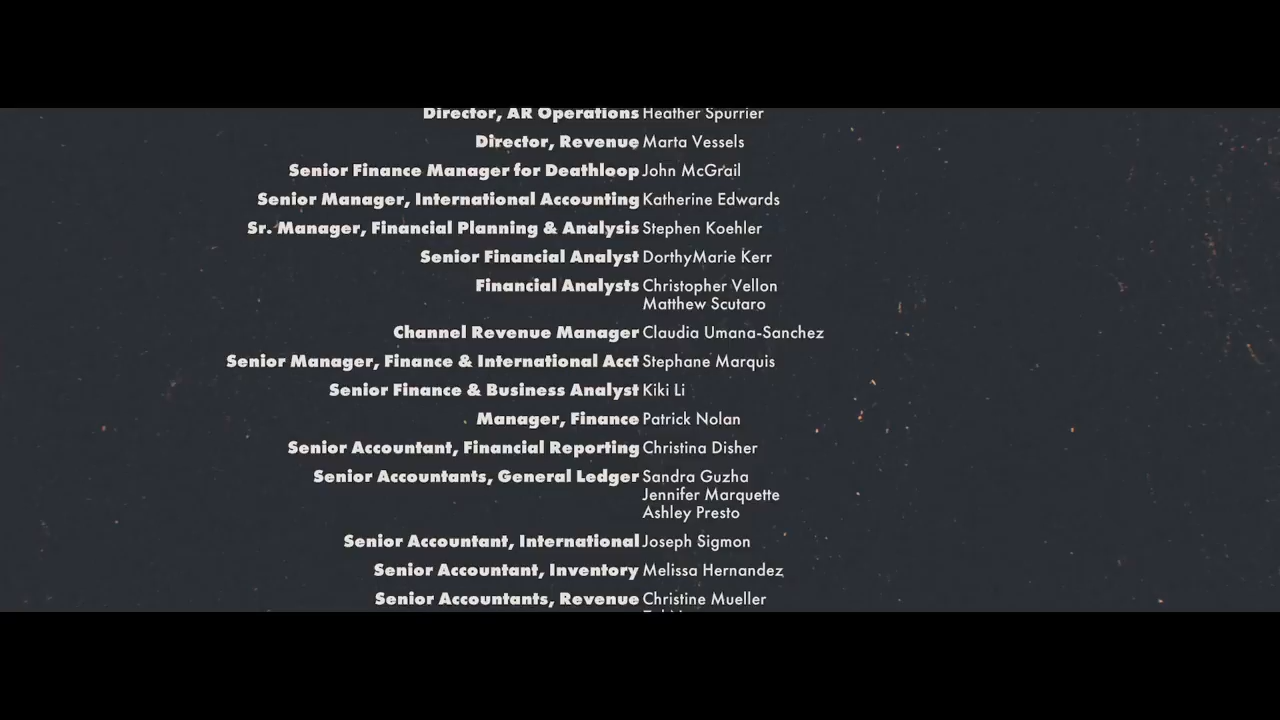 Director, AR Operations Heather Spurrier
Director, Revenue Marta Vessels
Senior Finance Manager for Deathloop John McGrail
Senior Manager, International Accounting Katherine Edwards
Sr. Manager, Financial Planning & Analysis Stephen Koehler
Senior Financial Analyst DorthyMarie Kerr
Financial Analysts Christopher Vellon
Matthew Scutaro
Channel Revenue Manager Claudia Umana-Sanchez
Senior Manager, Finance & International Acct Stephane Marquis
Senior Finance & Business Analyst Kiki Li
Manager, Finance Patrick Nolan
Senior Accountant, Financial Reporting Christina Disher
Senior Accountants, General Ledger Sandra Guzha
Jennifer Marquette
Ashley Presto
Senior Accountant, International Joseph Sigmon
Senior Accountant, Inventory Melissa Hernandez
Senior Accountants, Revenue Christine Mueller